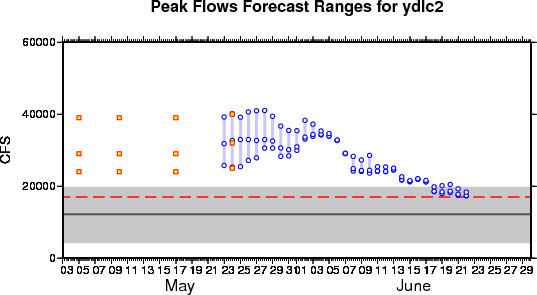 Peak Flows Forecast Ranges for ydlc2
60000
40000
CFS
20000
0
03 05 07 09 11 13 15 17 19 21 23 25 27 29 31 01 03 05 07 09 11 13 15 17 19 21 23 25 27 29
May June